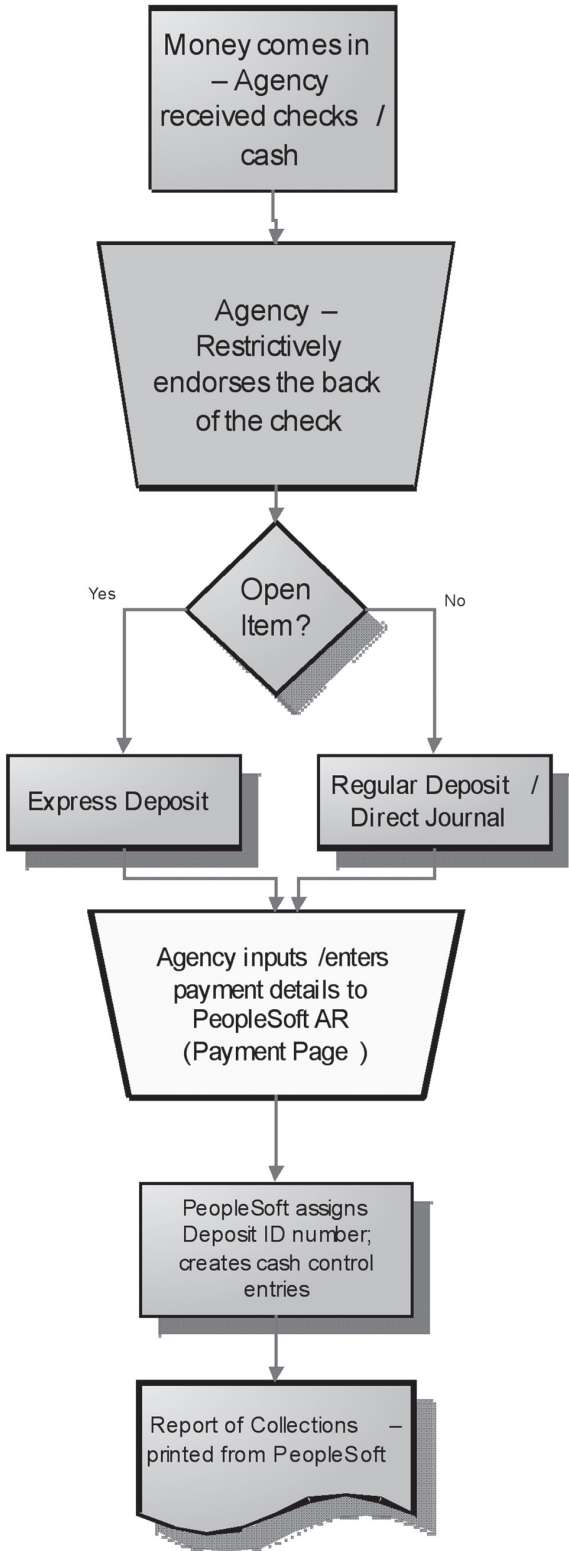 Money comes in
– Agency
received checks /
cash
Agency –
Restrictively
endorses the back
of the check
Open
Item?
Yes
No
Express Deposit
Regular Deposit /
Direct Journal
Agency inputs /enters
payment details to
PeopleSoft AR
(Payment Page )
PeopleSoft assigns
Deposit ID number;
creates cash control
entries
Report of Collections –
printed from PeopleSoft